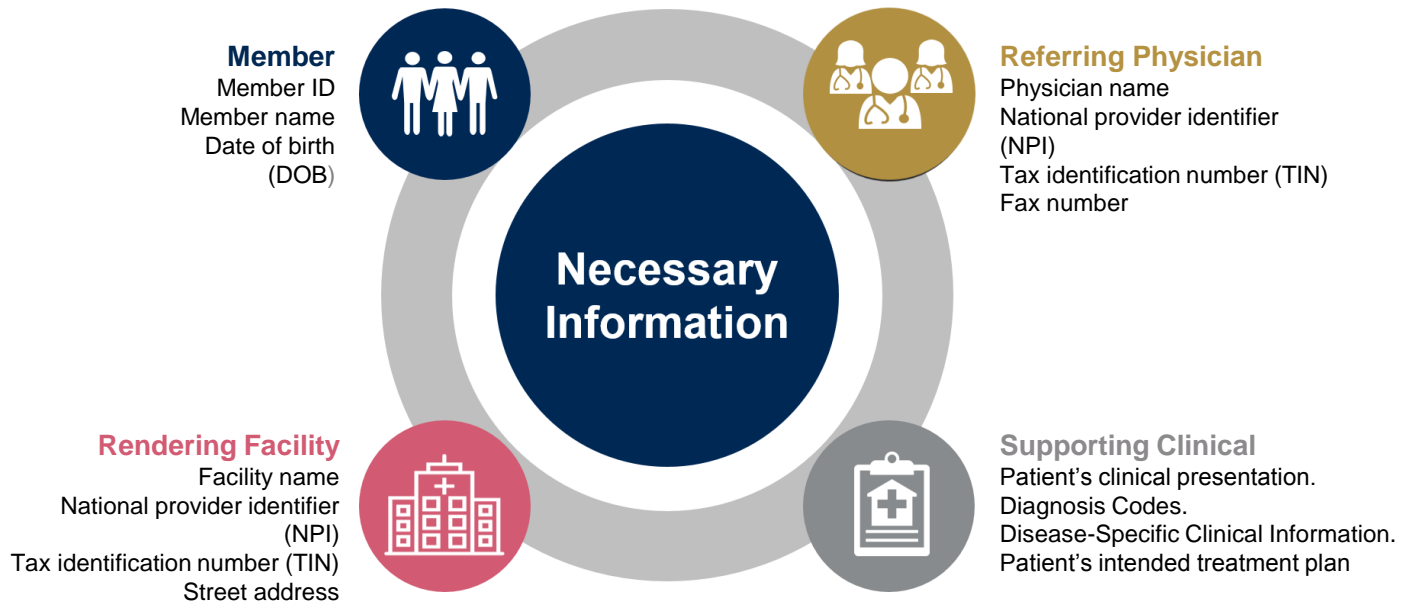 Member
Member ID
Member name
Date of birth
(DOB)
Referring Physician
Physician name
National provider identifier
(NPI)
Tax identification number (TIN)
Fax number
Necessary
Information
Rendering Facility
Facility name
National provider identifier
(NPI)
Tax identification number (TIN)
Street address
Supporting Clinical
Patient’s clinical presentation.
Diagnosis Codes.
Disease-Specific Clinical Information.
Patient’s intended treatment plan